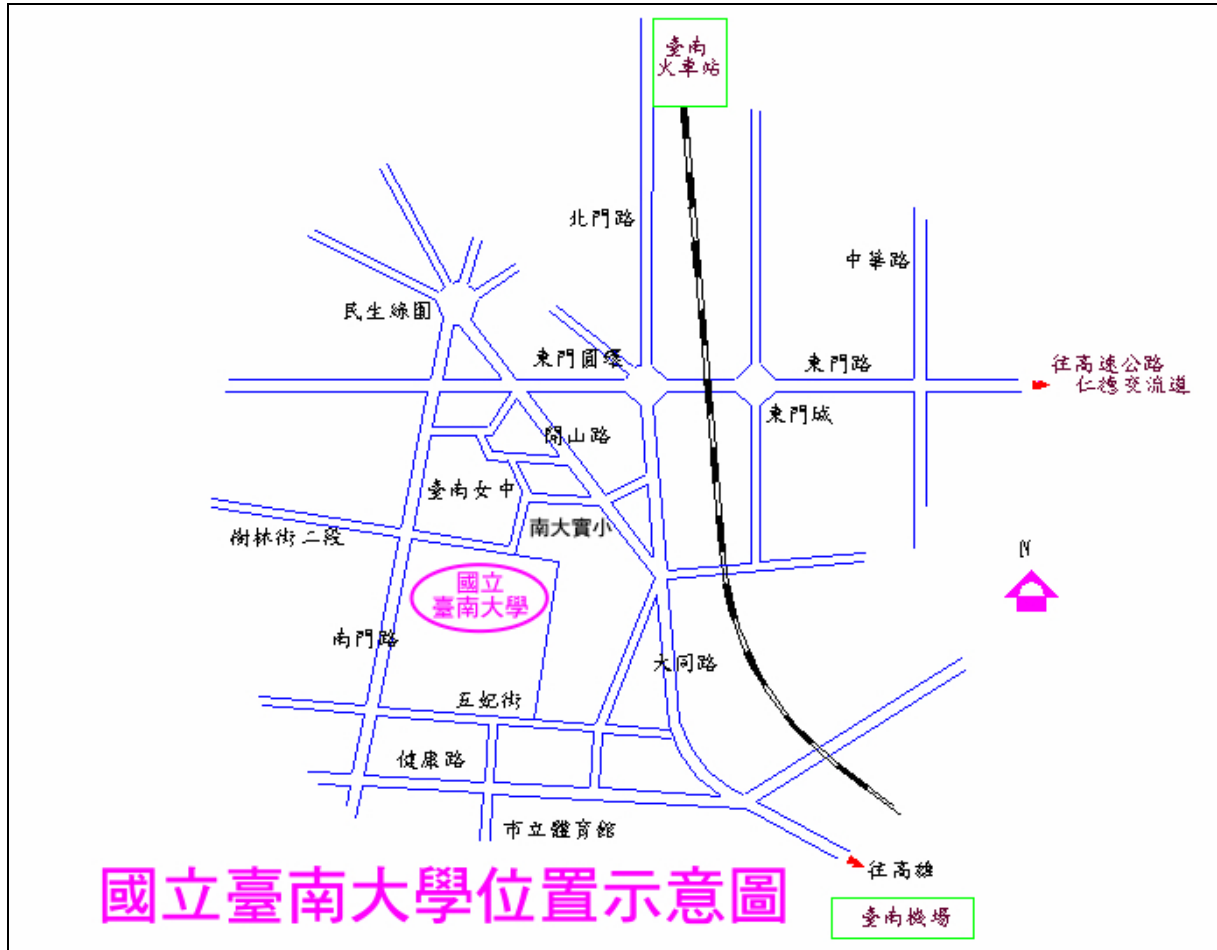 臺南
火車站
北門路
中華路
民生綠園
東門圓環
東門路
往高速公路
仁德交流道
東門城
開山路
臺南女中
南大實小
樹林街二段
N
國立
臺南大學
南門路
大同路
五妃街
健康路
市立體育館
往高雄
國立臺南大學位置示意圖
臺南機場